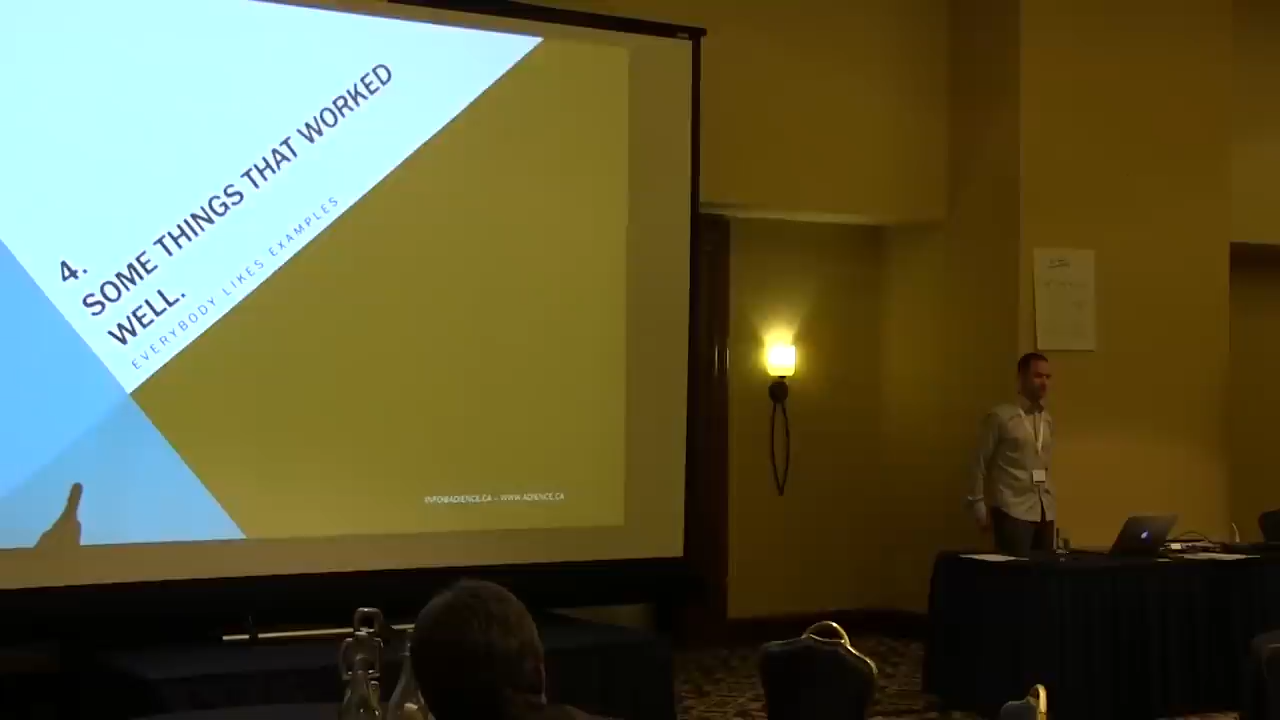 4.
SOME THINGS THAT WORKED
WELL.
EVERYBODY LIKES EXAMPLES
INFO@ADIENCE.CA – WWW.ADIENCE.CA